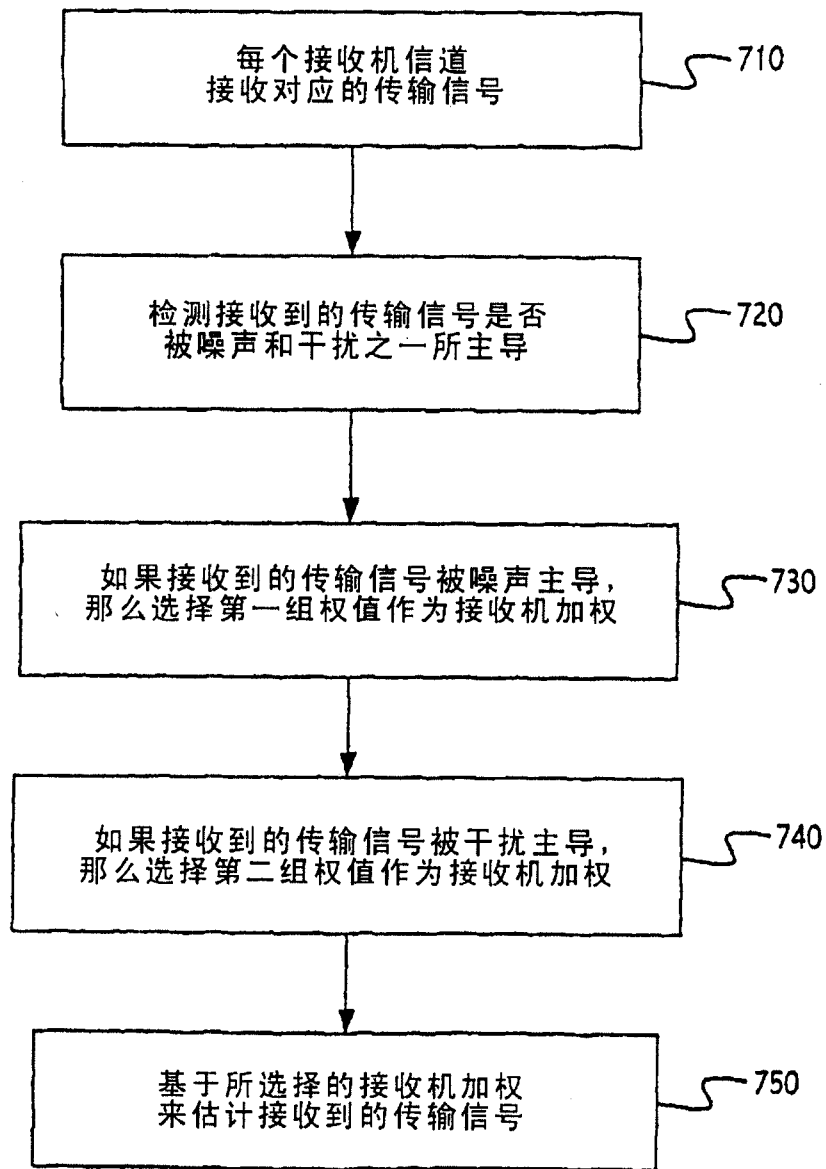 每个接收机信道
接收对应的传输信号
710
检测接收到的传输信号是否
被噪声和干扰之一所主导
720
如果接收到的传输信号被噪声主导,
那么选择第一组权值作为接收机加权
730
如果接收到的传输信号被干扰主导,
那么选择第二组权值作为接收机加权
740
基于所选择的接收机加权
来估计接收到的传输信号
750